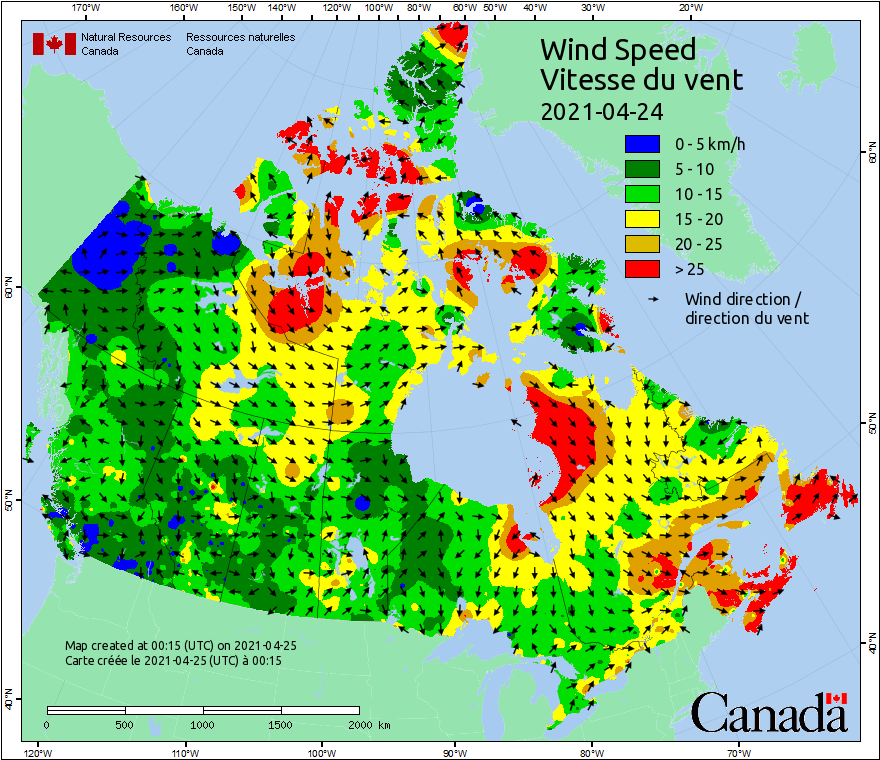 170°W 160°W 150°W 140°W 130°W 120°W 110°W 100°W 90°W 80°W 60°W 50°W 40°W 30°W 20°W
Natural Resources Canada
Ressources naturelles Canada
Wind Speed
Vitesse du vent
2021-04-24
0 - 5 km/h
5 - 10
10 - 15
15 - 20
20 - 25
> 25
Wind direction /
direction du vent
60°N
60°N
50°N
50°N
40°N
40°N
Map created at 00:15 (UTC) on 2021-04-25
Carte créée le 2021-04-25 (UTC) à 00:15
0 500 1000 1500 2000 km
Canada
120°W 110°W 100°W 90°W 80°W 70°W